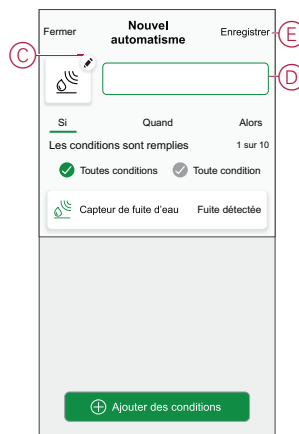 Fermer
Nouvel
automatisme
Enregistrer
E
C
D
Si
Quand
Alors
Les conditions sont remplies
1 sur 10
Toutes conditions
Toute condition
Capteur de fuite d'eau
Fuite détectée
Ajouter des conditions